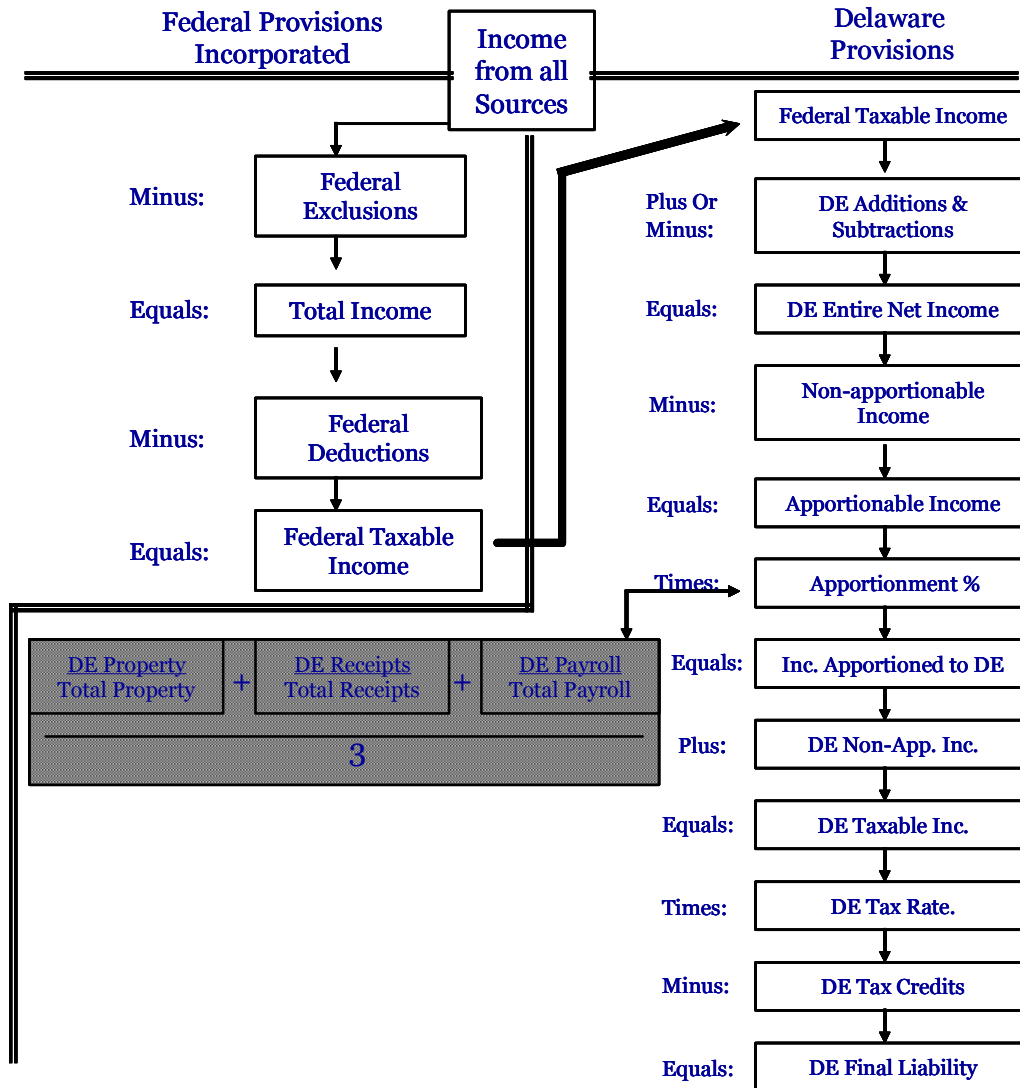 Federal Provisions
Incorporated
Income
from all
Sources
Delaware
Provisions
Minus:
Federal
Exclusions
Equals:
Total Income
Minus:
Federal
Deductions
Equals:
Federal Taxable
Income
DE Property
Total Property
+
DE Receipts
Total Receipts
+
DE Payroll
Total Payroll
3
Federal Taxable Income
Plus Or
Minus:
DE Additions &
Subtractions
Equals:
DE Entire Net Income
Minus:
Non-apportionable
Income
Equals:
Apportionable Income
Times:
Apportionment %
Equals:
Inc. Apportioned to DE
Plus:
DE Non-App. Inc.
Equals:
DE Taxable Inc.
Times:
DE Tax Rate.
Minus:
DE Tax Credits
Equals:
DE Final Liability